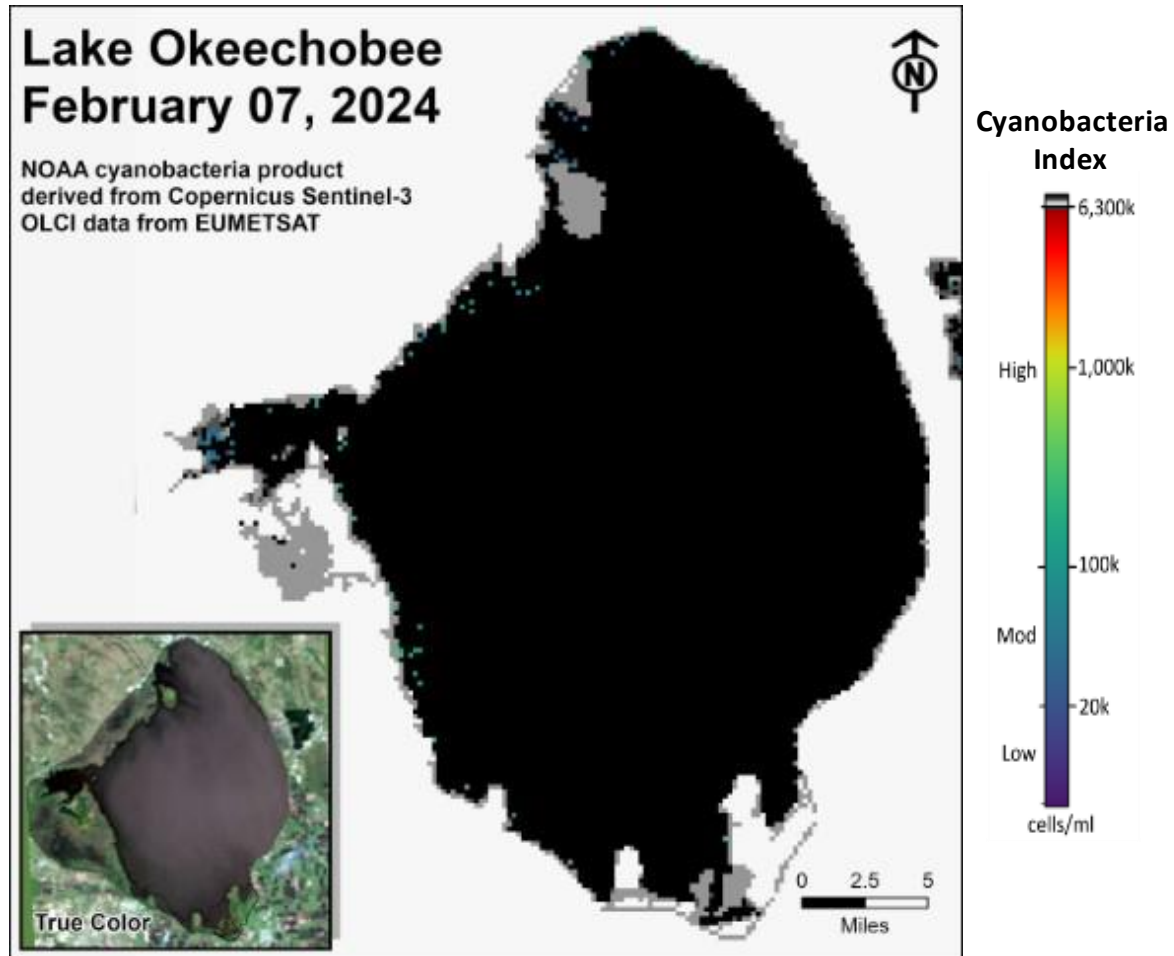 Lake Okeechobee
February 07, 2024
NOAA cyanobacteria product
derived from Copernicus Sentinel-3
OLCI data from EUMETSAT
N
Cyanobacteria
Index
6,300k
High
1,000k
100k
Mod
20k
Low
cells/ml
0 2.5 5
Miles
True Color